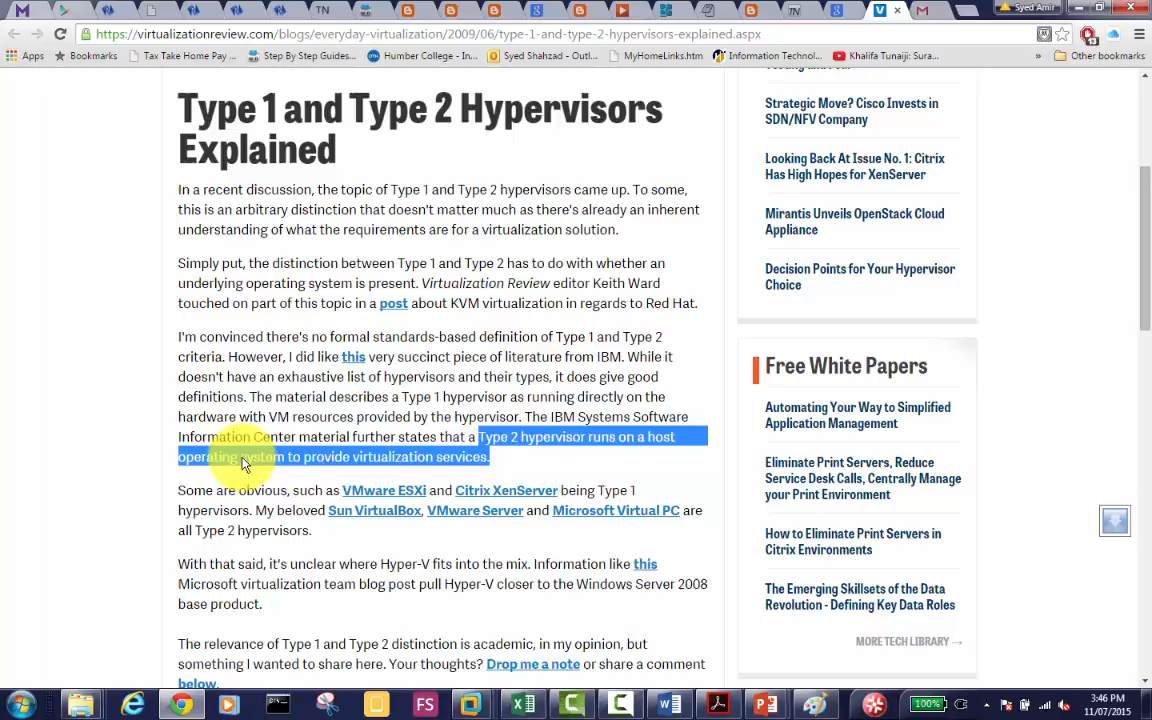 TN
TN
Syed Amir
https://virtualizationreview.com/blogs/everyday-virtualization/2009/06/type-1-and-type-2-hypervisors-explained.aspx
Apps
Bookmarks
Tax Take Home Pay ...
Step By Step Guides...
Humber College - In...
Syed Shahzad - Outl...
MyHomeLinks.htm
Information Technol...
Khalifa Tunaiji: Sura...
»
Other bookmarks
Type 1 and Type 2 Hypervisors
Explained
In a recent discussion, the topic of Type 1 and Type 2 hypervisors came up. To some,
this is an arbitrary distinction that doesn't matter much as there's already an inherent
understanding of what the requirements are for a virtualization solution.
Simply put, the distinction between Type 1 and Type 2 has to do with whether an
underlying operating system is present. Virtualization Review editor Keith Ward
touched on part of this topic in a post about KVM virtualization in regards to Red Hat.
I'm convinced there's no formal standards-based definition of Type 1 and Type 2
criteria. However, I did like this very succinct piece of literature from IBM. While it
doesn't have an exhaustive list of hypervisors and their types, it does give good
definitions. The material describes a Type 1 hypervisor as running directly on the
hardware with VM resources provided by the hypervisor. The IBM Systems Software
Information Center material further states that a Type 2 hypervisor runs on a host
operating system to provide virtualization services.
Some are obvious, such as VMware ESXi and Citrix XenServer being Type 1
hypervisors. My beloved Sun VirtualBox, VMware Server and Microsoft Virtual PC are
all Type 2 hypervisors.
With that said, it's unclear where Hyper-V fits into the mix. Information like this
Microsoft virtualization team blog post pull Hyper-V closer to the Windows Server 2008
base product.
The relevance of Type 1 and Type 2 distinction is academic, in my opinion, but
something I wanted to share here. Your thoughts? Drop me a note or share a comment
below.
Strategic Move? Cisco Invests in
SDN/NFV Company
Looking Back At Issue No. 1: Citrix
Has High Hopes for XenServer
Mirantis Unveils OpenStack Cloud
Appliance
Decision Points for Your Hypervisor
Choice
Free White Papers
Automating Your Way to Simplified
Application Management
Eliminate Print Servers, Reduce
Service Desk Calls, Centrally Manage
your Print Environment
How to Eliminate Print Servers in
Citrix Environments
The Emerging Skillsets of the Data
Revolution - Defining Key Data Roles
MORE TECH LIBRARY →
FS
100%
3:46 PM
11/07/2015